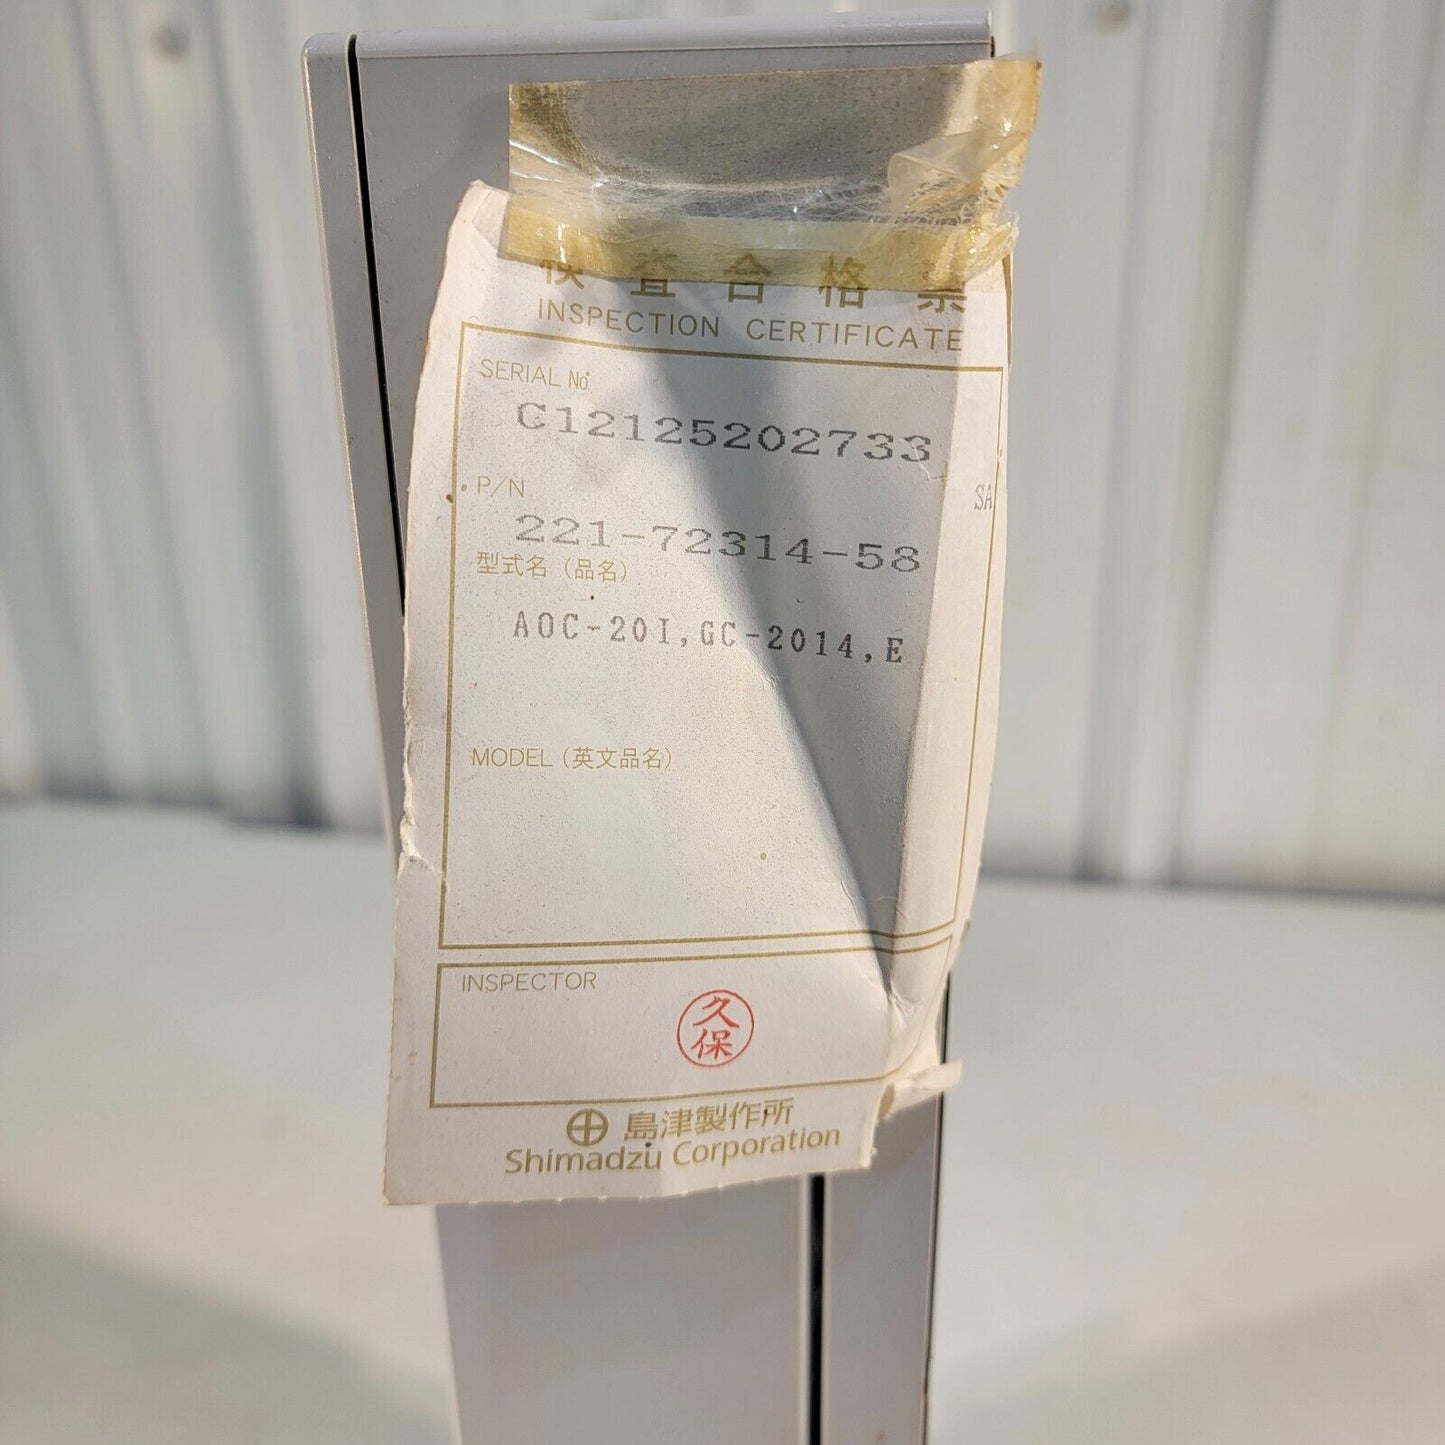 検査合格票
INSPECTION CERTIFICATE
SERIAL No.
C12125202733
P/N
SA
221-72314-58
型式名（品名）
AOC-20I,GC-2014,E
MODEL（英文品名）
INSPECTOR
久保
島津製作所
Shimadzu Corporation